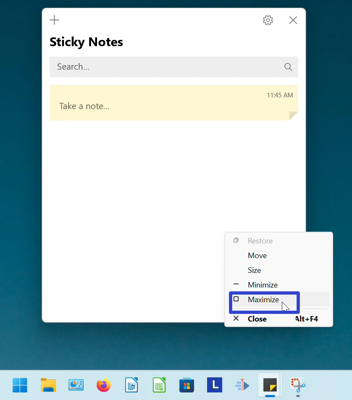 Sticky Notes
Search...
11:45 AM
Take a note...
Restore
Move
Size
Minimize
Maximize
Close Alt+F4
L